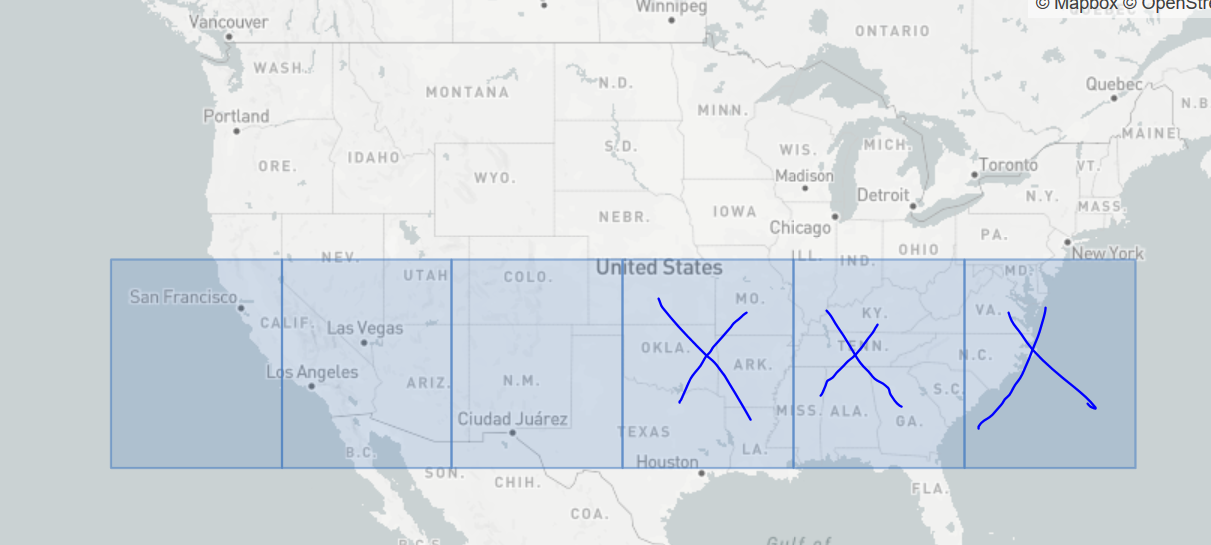 © Mapbox © OpenStre
Vancouver
Winnipeg
ONTARIO
WASH.
MONTANA
N.D.
MINN.
Quebec
N.B
Portland
MAINE
ORE.
IDAHO
S.D.
WIS.
MICH.
Toronto
VT.
WYO.
Madison
Detroit
N.Y.
MASS
NEBR.
IOWA
Chicago
PA.
OHIO
New York
NEV.
UTAH
COLO.
United States
ILL.
IND.
MD.
San Francisco
MO.
KY.
VA.
CALIF.
Las Vegas
OKLA.
ARK.
TENN.
N.C.
Los Angeles
ARIZ.
N.M.
S.C.
Ciudad Juárez
TEXAS
MISS.
ALA.
GA.
B.C.
LA.
Houston
SON.
CHIH.
FLA.
COA.
B.C.S.
Gulf of